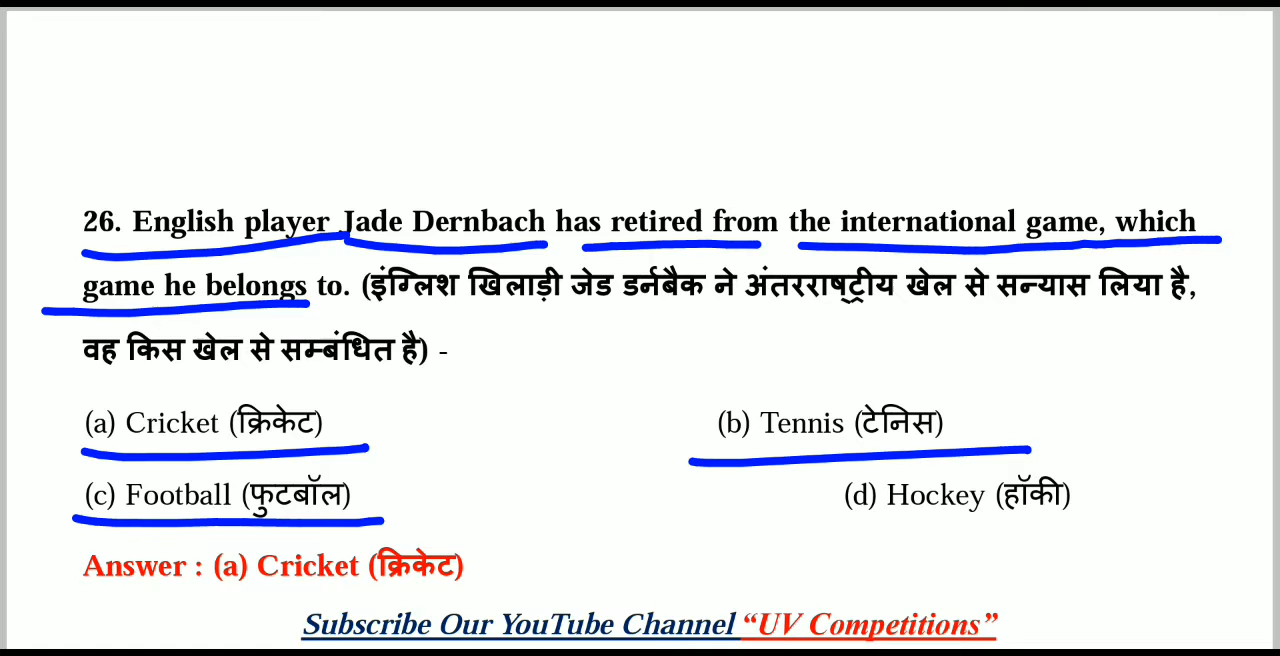 26. English player Jade Dernbach has retired from the international game, which
game he belongs to. (इंग्लिश खिलाड़ी जेड डर्नबैक ने अंतरराष्ट्रीय खेल से सन्यास लिया है,
वह किस खेल से सम्बंधित है) -
(a) Cricket (क्रिकेट) (b) Tennis (टेनिस)
(c) Football (फुटबॉल) (d) Hockey (हॉकी)
Answer : (a) Cricket (क्रिकेट)
Subscribe Our YouTube Channel “UV Competitions”